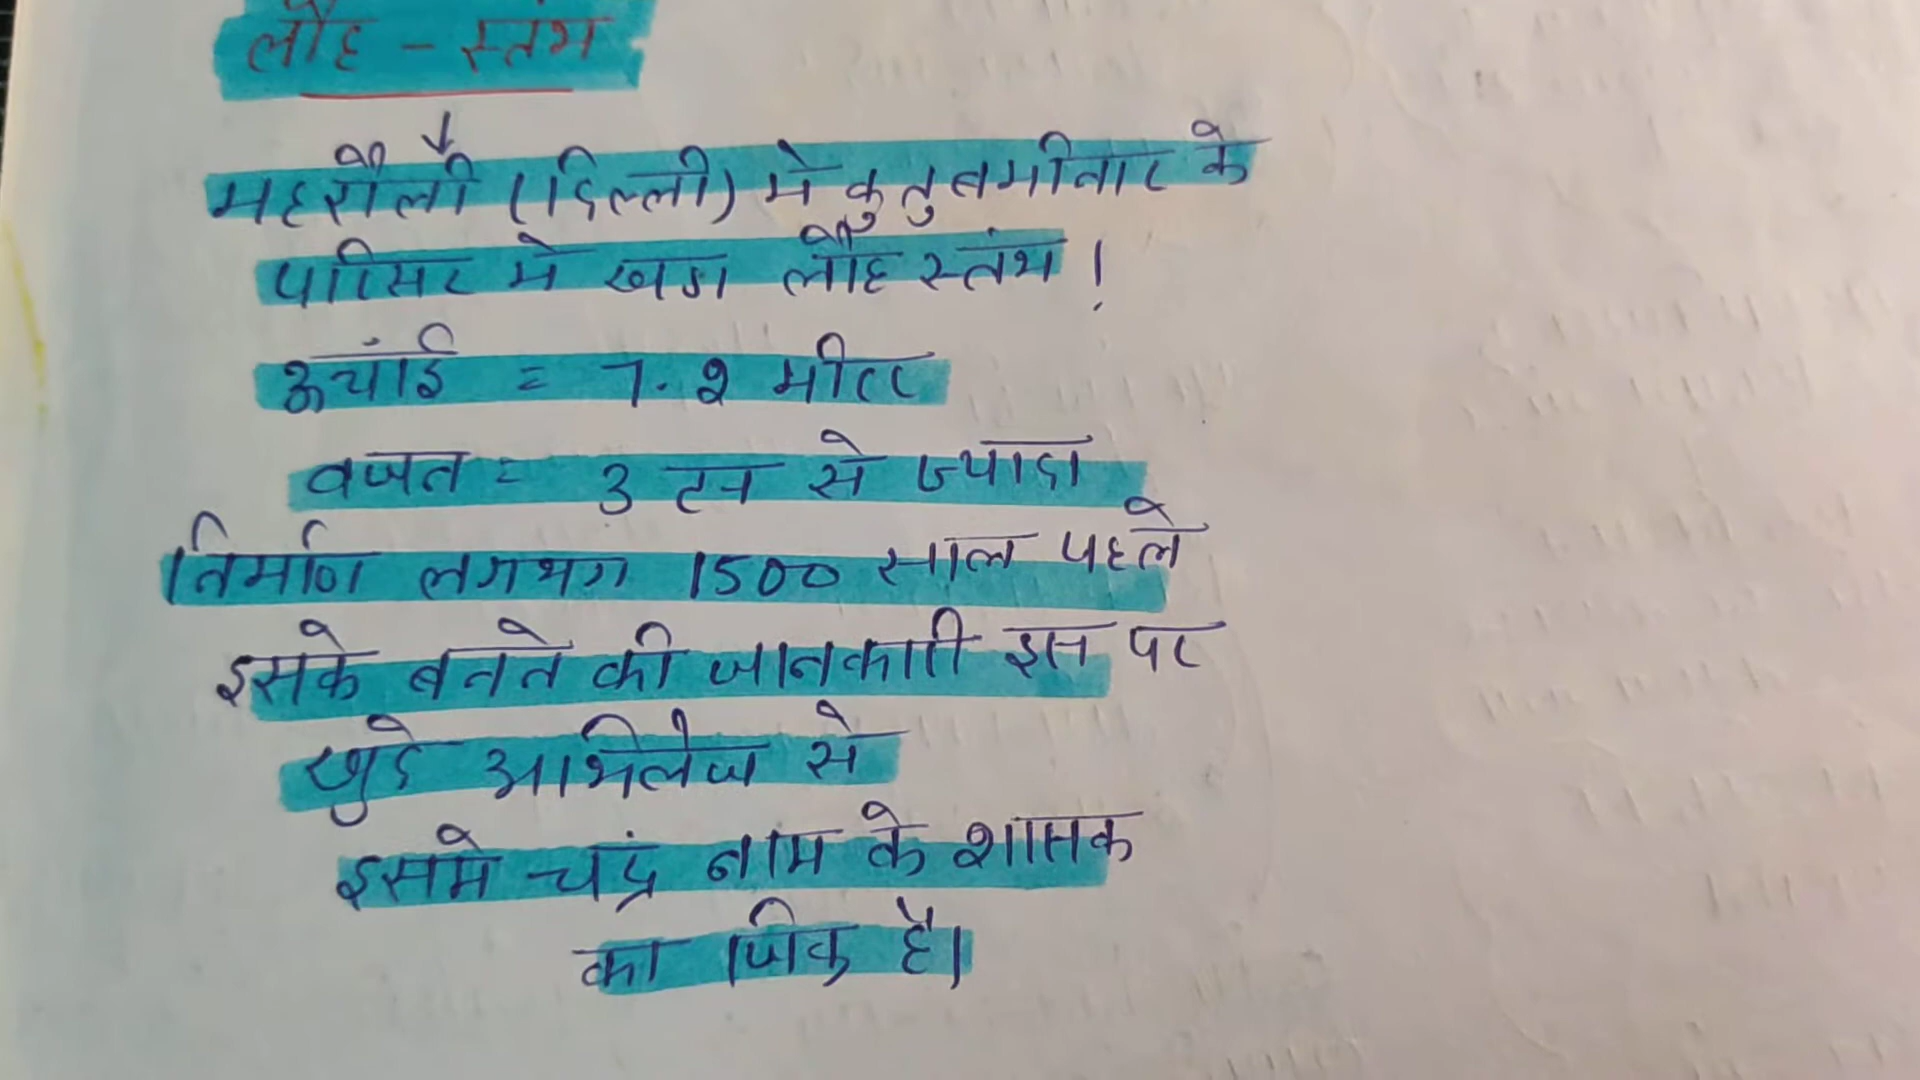 लौह - स्तंभ
महरौली (दिल्ली) मे कुतुबमीनार के
परिसर मे खडा लौह स्तंभ !
ऊचांई = 7.2 मीटर
वजन = 3 टन से ज्यादा
निर्माण लगभग 1500 साल पहले
इसके बनने की जानकारी इस पर
खुदे अभिलेख से
इसमे चंद्र नाम के शासक
का जिक्र है।